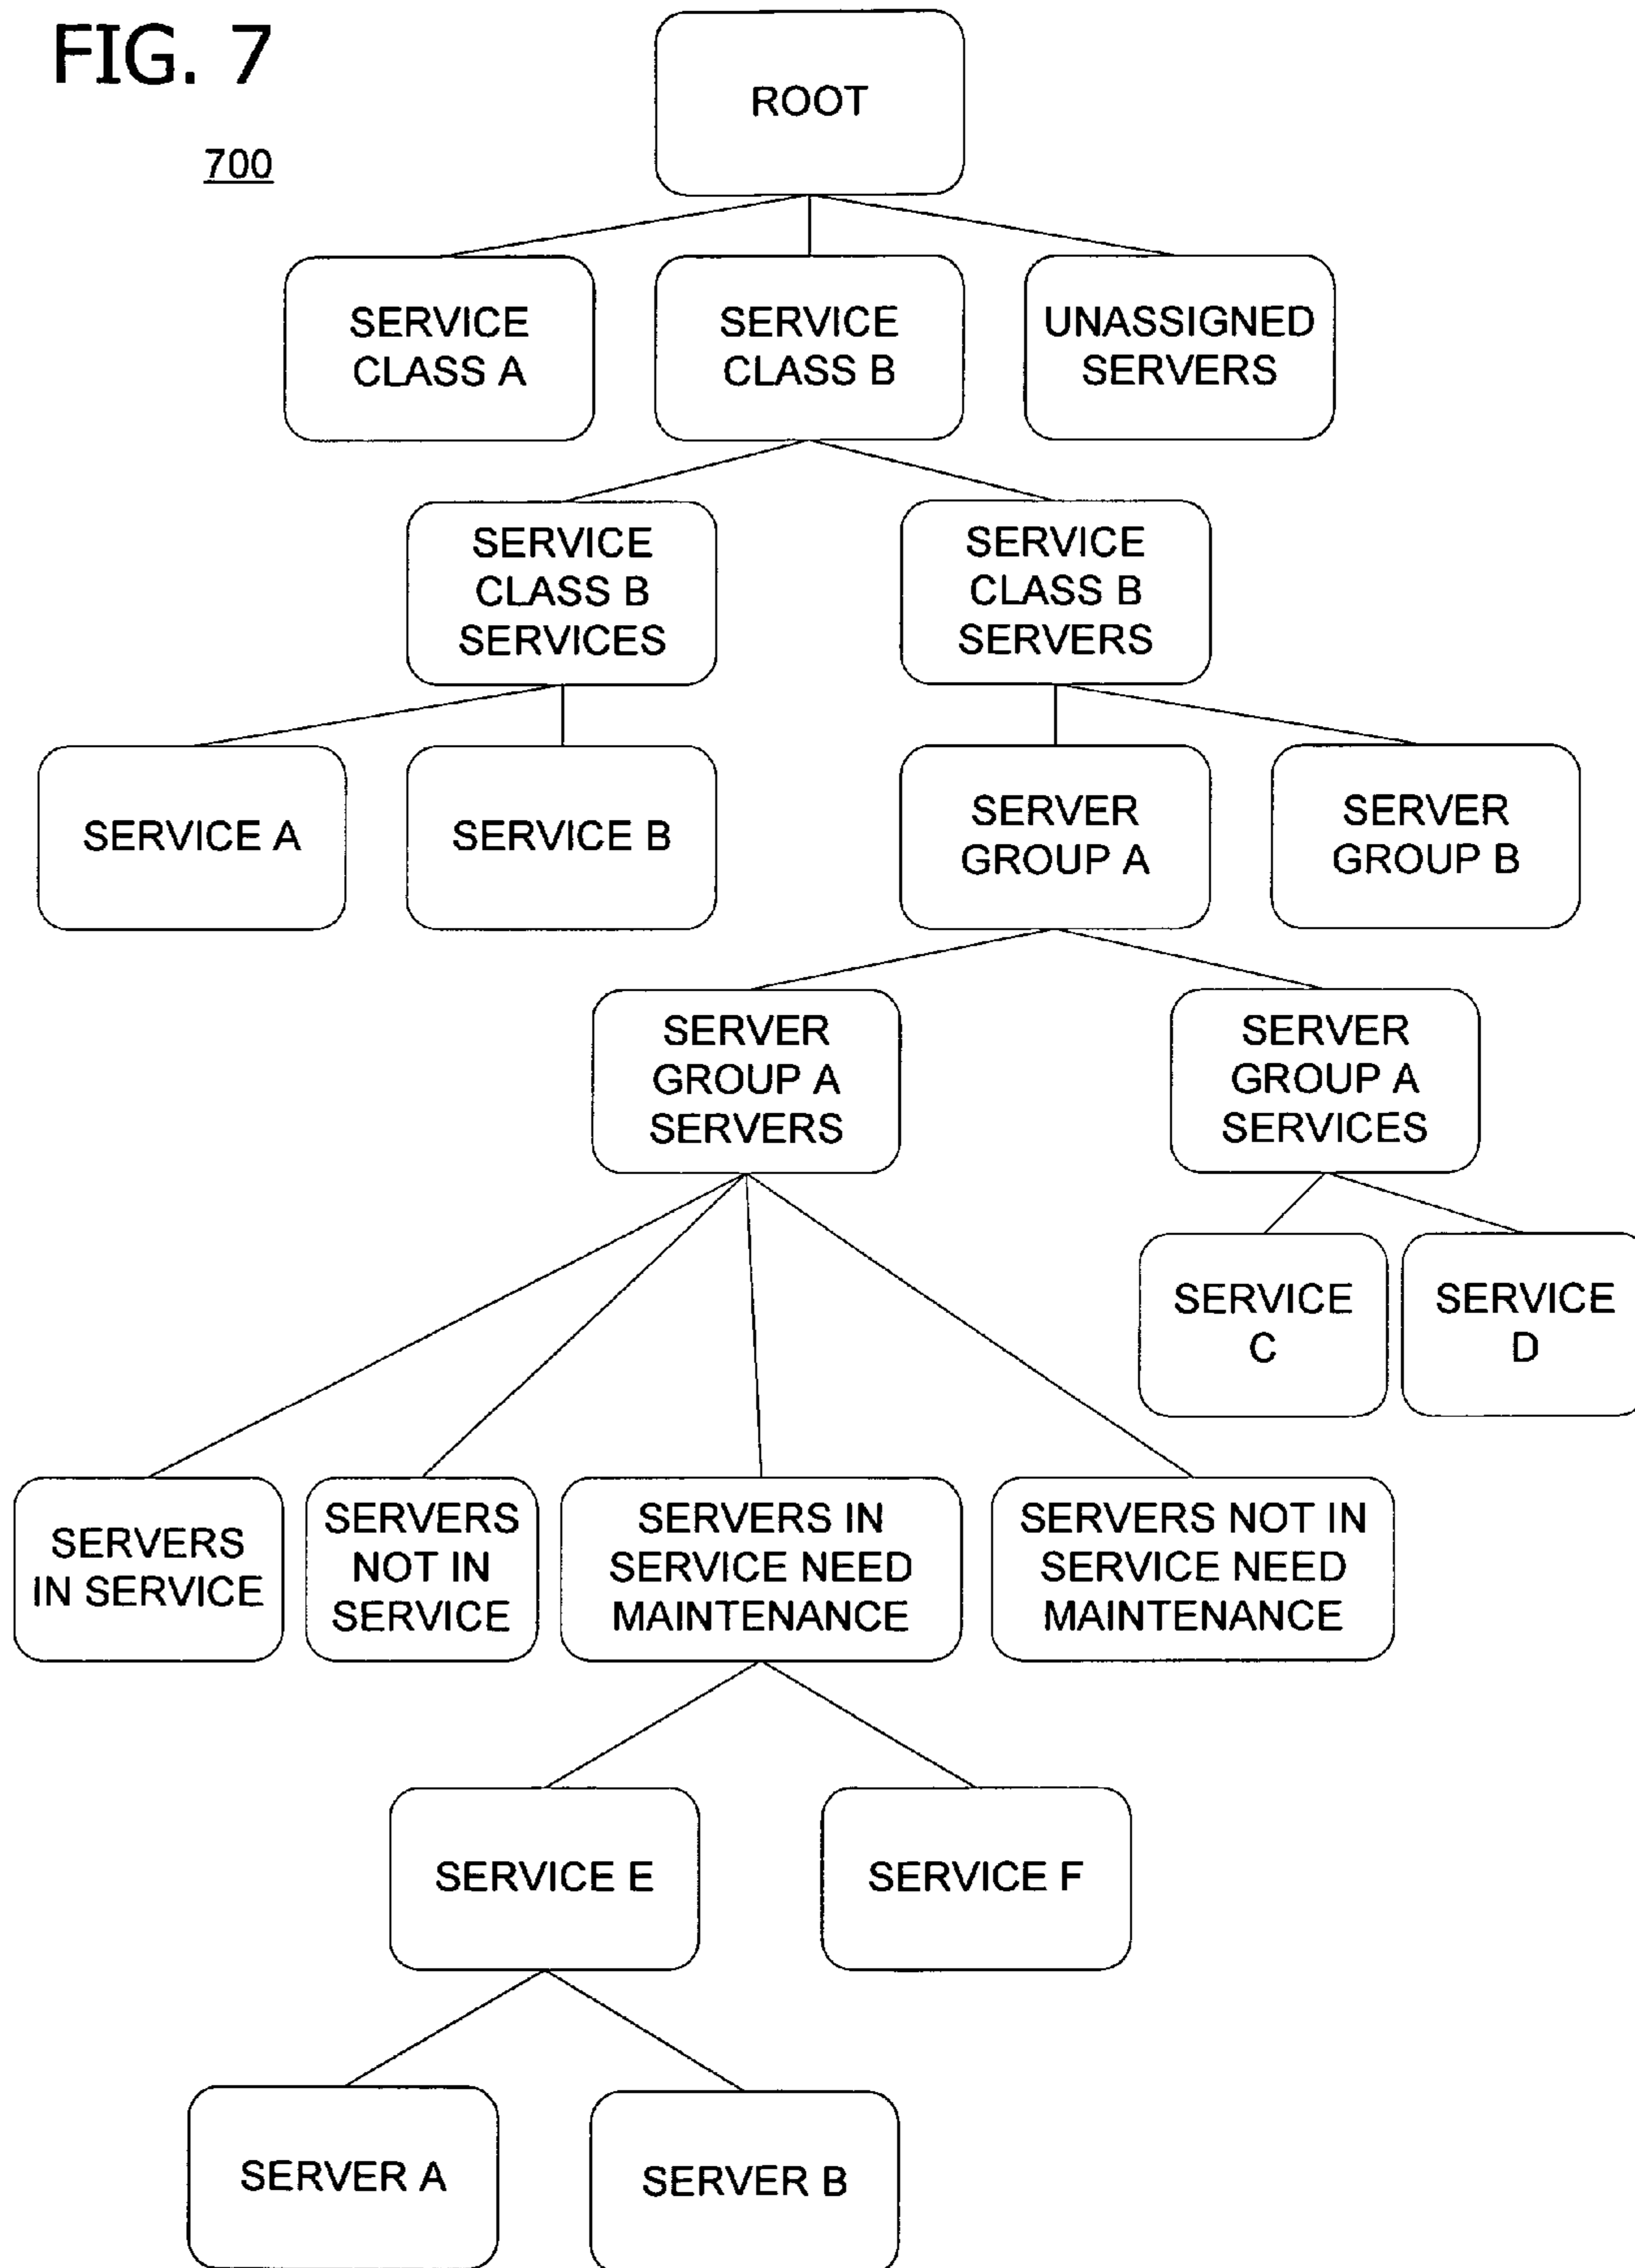 FIG. 7
700
ROOT
SERVICE
CLASS A
SERVICE
CLASS B
UNASSIGNED
SERVERS
SERVICE
CLASS B
SERVICES
SERVICE
CLASS B
SERVERS
SERVICE A
SERVICE B
SERVER
GROUP A
SERVER
GROUP B
SERVER
GROUP A
SERVERS
SERVER
GROUP A
SERVICES
SERVICE
C
SERVICE
D
SERVERS
IN SERVICE
SERVERS
NOT IN
SERVICE
SERVERS IN
SERVICE NEED
MAINTENANCE
SERVERS NOT IN
SERVICE NEED
MAINTENANCE
SERVICE E
SERVICE F
SERVER A
SERVER B